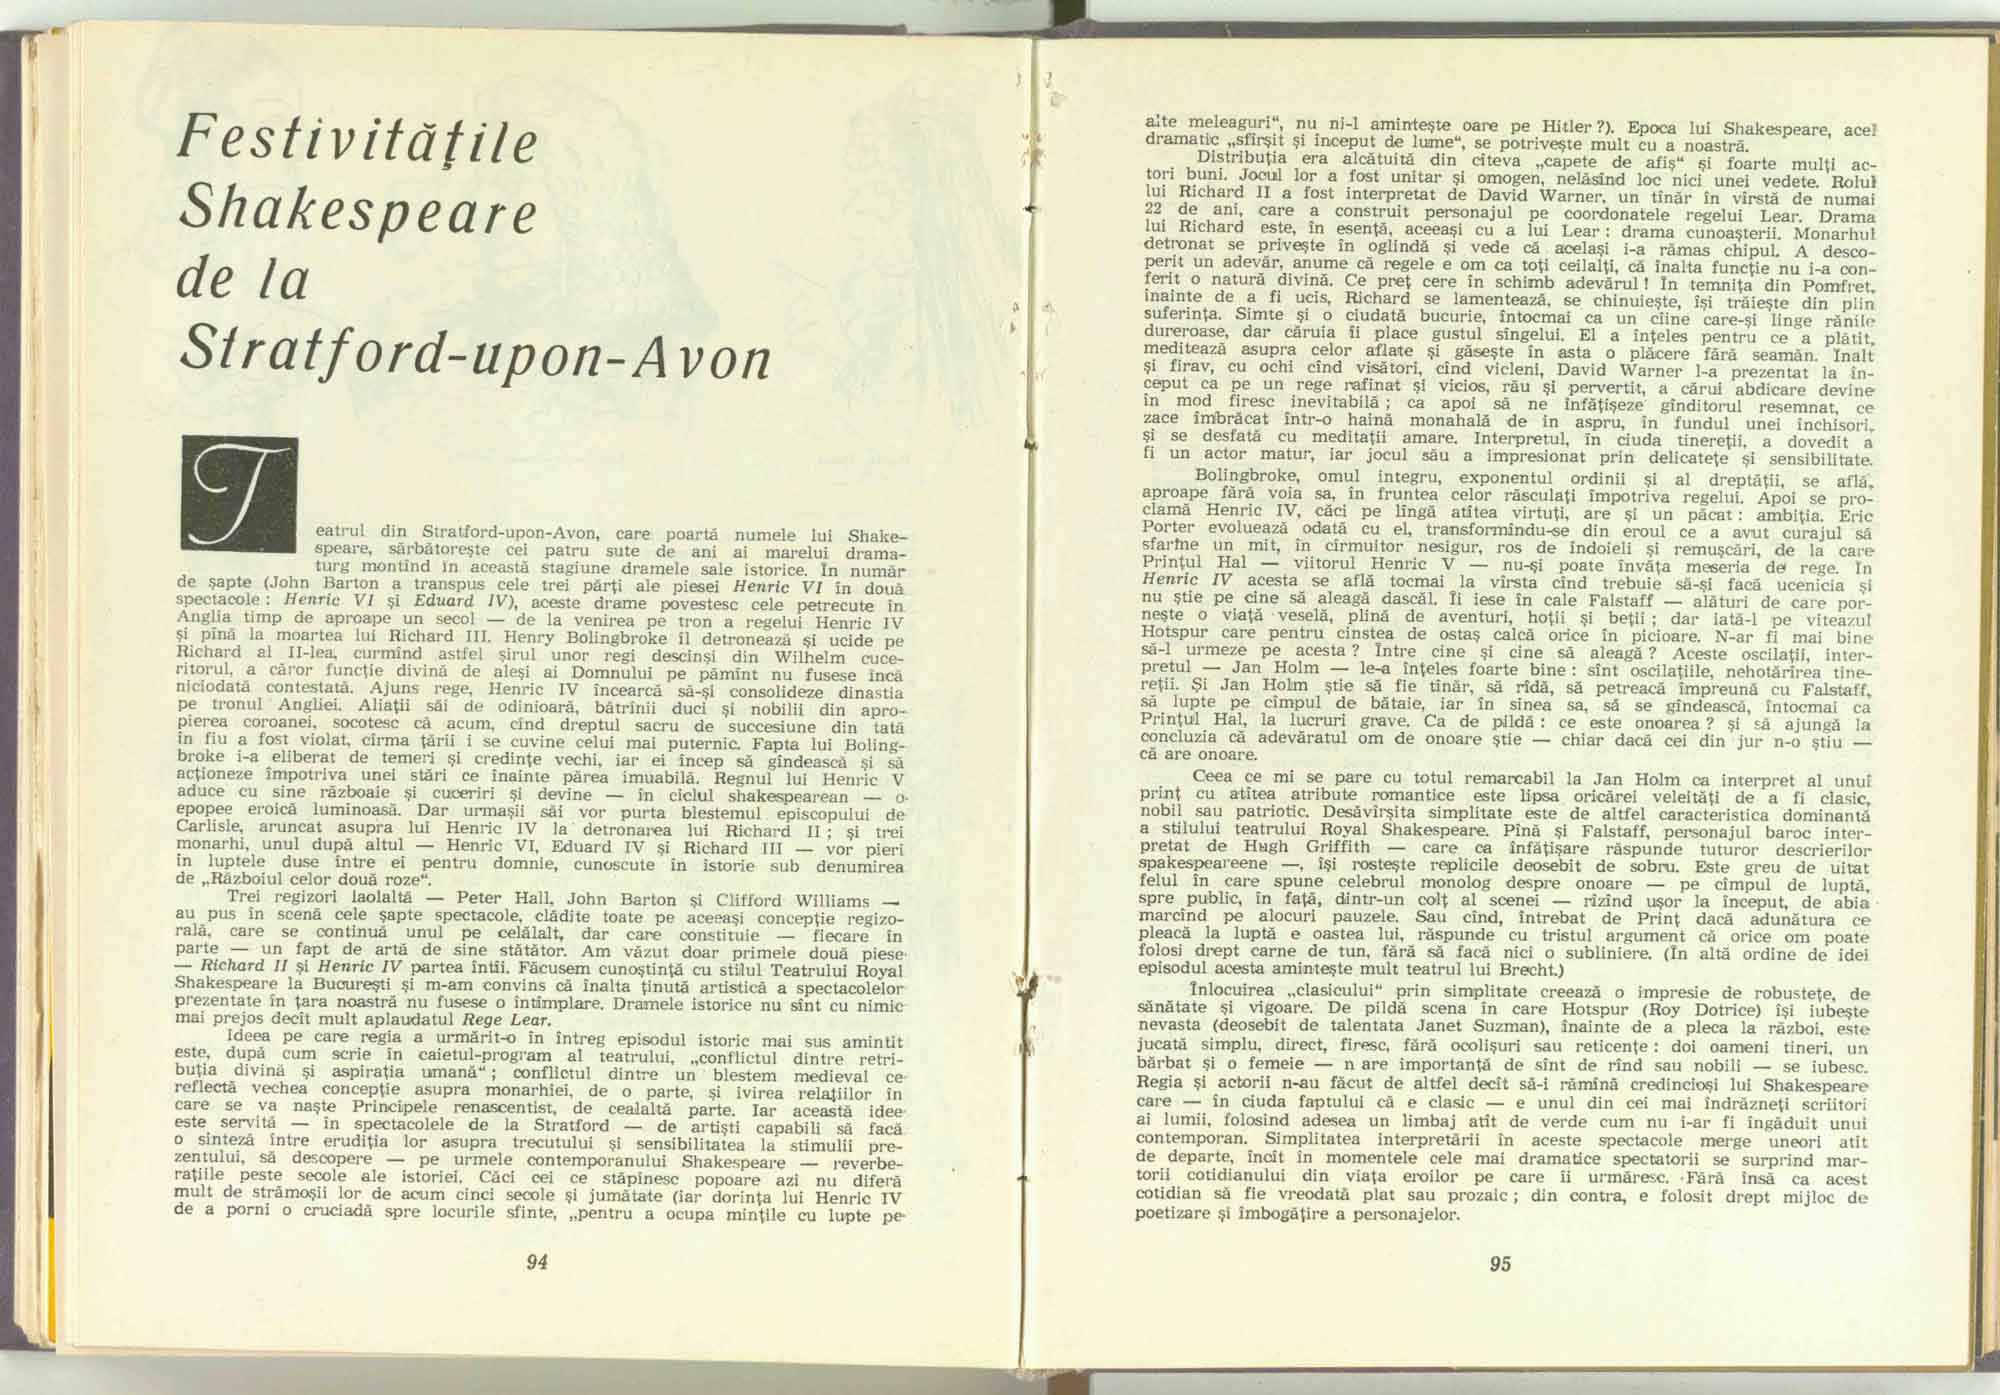 Festivitățile
Shakespeare
de la
Stratford-upon-Avon
Teatrul din Stratford-upon-Avon, care poartă numele lui Shake-
speare, sărbătorește cei patru sute de ani ai marelui drama-
turg montînd în această stagiune dramele sale istorice. În număr
de șapte (John Barton a transpus cele trei părți ale piesei Henric VI în două
spectacole : Henric VI și Eduard IV), aceste drame povestesc cele petrecute în
Anglia timp de aproape un secol — de la venirea pe tron a regelui Henric IV
și pînă la moartea lui Richard III. Henry Bolingbroke îl detronează și ucide pe
Richard al II-lea, curmînd astfel șirul unor regi descinși din Wilhelm cuce-
ritorul, a căror funcție divină de aleși ai Domnului pe pămînt nu fusese încă
niciodată contestată. Ajuns rege, Henric IV încearcă să-și consolideze dinastia
pe tronul Angliei. Aliații săi de odinioară, bătrînii duci și nobilii din apro-
pierea coroanei, socotesc că acum, cînd dreptul sacru de succesiune din tată
în fiu a fost violat, cîrma țării i se cuvine celui mai puternic. Fapta lui Boling-
broke i-a eliberat de temeri și credințe vechi, iar ei încep să gîndească și să
acționeze împotriva unei stări ce înainte părea imuabilă. Regnul lui Henric V
aduce cu sine războaie și cuceriri și devine — în ciclul shakespearean — o
epopee eroică luminoasă. Dar urmașii săi vor purta blestemul episcopului de
Carlisle, aruncat asupra lui Henric IV la detronarea lui Richard II ; și trei
monarhi, unul după altul — Henric VI, Eduard IV și Richard III — vor pieri
în luptele duse între ei pentru domnie, cunoscute în istorie sub denumirea
de „Războiul celor două roze“.
Trei regizori laolaltă — Peter Hall, John Barton și Clifford Williams —
au pus în scenă cele șapte spectacole, clădite toate pe aceeași concepție regizo-
rală, care se continuă unul pe celălalt, dar care constituie — fiecare în
parte — un fapt de artă de sine stătător. Am văzut doar primele două piese
— Richard II și Henric IV partea întîi. Făcusem cunoștință cu stilul Teatrului Royal
Shakespeare la București și m-am convins că înalta ținută artistică a spectacolelor
prezentate în țara noastră nu fusese o întîmplare. Dramele istorice nu sînt cu nimic
mai prejos decît mult aplaudatul Rege Lear.
Ideea pe care regia a urmărit-o în întreg episodul istoric mai sus amintit
este, după cum scrie în caietul-program al teatrului, „conflictul dintre retri-
buția divină și aspirația umană“ ; conflictul dintre un blestem medieval ce
reflectă vechea concepție asupra monarhiei, de o parte, și ivirea relațiilor în
care se va naște Principele renascentist, de cealaltă parte. Iar această idee
este servită — în spectacolele de la Stratford — de artiști capabili să facă
o sinteză între erudiția lor asupra trecutului și sensibilitatea la stimulii pre-
zentului, să descopere — pe urmele contemporanului Shakespeare — reverbe-
rațiile peste secole ale istoriei. Căci cei ce stăpînesc popoare azi nu diferă
mult de strămoșii lor de acum cinci secole și jumătate (iar dorința lui Henric IV
de a porni o cruciadă spre locurile sfinte, „pentru a ocupa mințile cu lupte pe
94
alte meleaguri“, nu ni-l amintește oare pe Hitler ?). Epoca lui Shakespeare, acel
dramatic „sfîrșit și început de lume“, se potrivește mult cu a noastră.
Distribuția era alcătuită din cîteva „capete de afiș“ și foarte mulți ac-
tori buni. Jocul lor a fost unitar și omogen, nelăsînd loc nici unei vedete. Rolul
lui Richard II a fost interpretat de David Warner, un tînăr în vîrstă de numai
22 de ani, care a construit personajul pe coordonatele regelui Lear. Drama
lui Richard este, în esență, aceeași cu a lui Lear : drama cunoașterii. Monarhul
detronat se privește în oglindă și vede că același i-a rămas chipul. A desco-
perit un adevăr, anume că regele e om ca toți ceilalți, că înalta funcție nu i-a con-
ferit o natură divină. Ce preț cere în schimb adevărul ! În temnița din Pomfret,
înainte de a fi ucis, Richard se lamentează, se chinuiește, își trăiește din plin
suferința. Simte și o ciudată bucurie, întocmai ca un cîine care-și linge rănile
dureroase, dar căruia îi place gustul sîngelui. El a înțeles pentru ce a plătit,
meditează asupra celor aflate și găsește în asta o plăcere fără seamăn. Înalt
și firav, cu ochi cînd visători, cînd vicleni, David Warner l-a prezentat la în-
ceput ca pe un rege rafinat și vicios, rău și pervertit, a cărui abdicare devine
în mod firesc inevitabilă ; ca apoi să ne înfățișeze gînditorul resemnat, ce
zace îmbrăcat într-o haină monahală de in aspru, în fundul unei închisori,
și se desfată cu meditații amare. Interpretul, în ciuda tinereții, a dovedit a
fi un actor matur, iar jocul său a impresionat prin delicatețe și sensibilitate.
Bolingbroke, omul integru, exponentul ordinii și al dreptății, se află,
aproape fără voia sa, în fruntea celor răsculați împotriva regelui. Apoi se pro-
clamă Henric IV, căci pe lîngă atîtea virtuți, are și un păcat : ambiția. Eric
Porter evoluează odată cu el, transformîndu-se din eroul ce a avut curajul să
sfarme un mit, în cîrmuitor nesigur, ros de îndoieli și remușcări, de la care
Prințul Hal — viitorul Henric V — nu-și poate învăța meseria de rege. În
Henric IV acesta se află tocmai la vîrsta cînd trebuie să-și facă ucenicia și
nu știe pe cine să aleagă dascăl. Îi iese în cale Falstaff — alături de care por-
nește o viață veselă, plină de aventuri, hoții și beții ; dar iată-l pe viteazul
Hotspur care pentru cinstea de ostaș calcă orice în picioare. N-ar fi mai bine
să-l urmeze pe acesta ? Între cine și cine să aleagă ? Aceste oscilații, inter-
pretul — Jan Holm — le-a înțeles foarte bine : sînt oscilațiile, nehotărîrea tine-
reții. Și Jan Holm știe să fie tînăr, să rîdă, să petreacă împreună cu Falstaff,
să lupte pe cîmpul de bătaie, iar în sinea sa, să se gîndească, întocmai ca
Prințul Hal, la lucruri grave. Ca de pildă : ce este onoarea ? și să ajungă la
concluzia că adevăratul om de onoare știe — chiar dacă cei din jur n-o știu —
că are onoare.
Ceea ce mi se pare cu totul remarcabil la Jan Holm ca interpret al unui
prinț cu atîtea atribute romantice este lipsa oricărei veleități de a fi clasic,
nobil sau patriotic. Desăvîrșita simplitate este de altfel caracteristica dominantă
a stilului teatrului Royal Shakespeare. Pînă și Falstaff, personajul baroc inter-
pretat de Hugh Griffith — care ca înfățișare răspunde tuturor descrierilor
spakespeareene —, își rostește replicile deosebit de sobru. Este greu de uitat
felul în care spune celebrul monolog despre onoare — pe cîmpul de luptă,
spre public, în față, dintr-un colț al scenei — rîzînd ușor la început, de abia
marcînd pe alocuri pauzele. Sau cînd, întrebat de Prinț dacă adunătura ce
pleacă la luptă e oastea lui, răspunde cu tristul argument că orice om poate
folosi drept carne de tun, fără să facă nici o subliniere. (În altă ordine de idei
episodul acesta amintește mult teatrul lui Brecht.)
Înlocuirea „clasicului“ prin simplitate creează o impresie de robustețe, de
sănătate și vigoare. De pildă scena în care Hotspur (Roy Dotrice) își iubește
nevasta (deosebit de talentata Janet Suzman), înainte de a pleca la război, este
jucată simplu, direct, firesc, fără ocolișuri sau reticențe : doi oameni tineri, un
bărbat și o femeie — n are importanță de sînt de rînd sau nobili — se iubesc.
Regia și actorii n-au făcut de altfel decît să-i rămînă credincioși lui Shakespeare
care — în ciuda faptului că e clasic — e unul din cei mai îndrăzneți scriitori
ai lumii, folosind adesea un limbaj atît de verde cum nu i-ar fi îngăduit unui
contemporan. Simplitatea interpretării în aceste spectacole merge uneori atît
de departe, încît în momentele cele mai dramatice spectatorii se surprind mar-
torii cotidianului din viața eroilor pe care îi urmăresc. Fără însă ca acest
cotidian să fie vreodată plat sau prozaic ; din contra, e folosit drept mijloc de
poetizare și îmbogățire a personajelor.
95